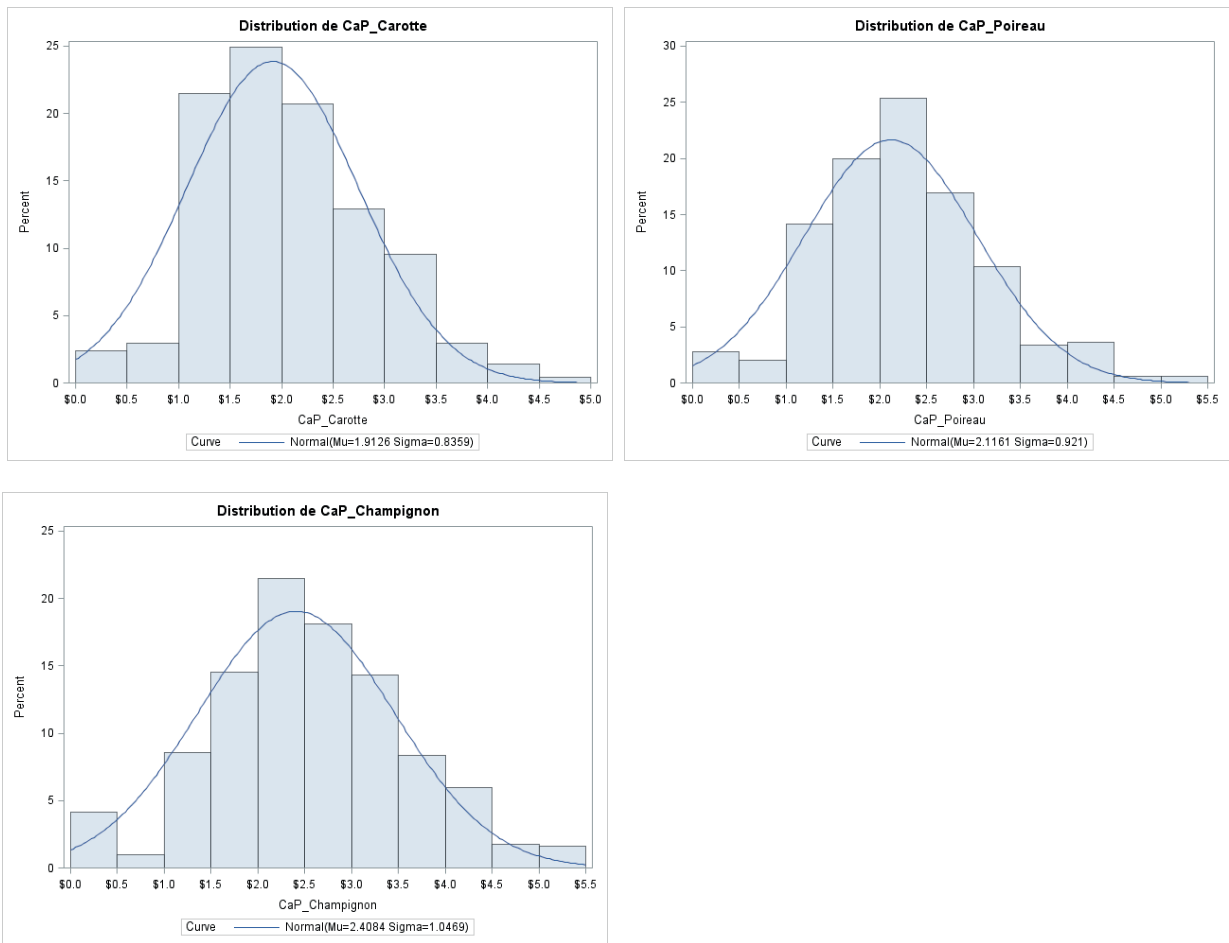 Distribution de CaP_Carotte
25
20
15
10
5
0
Percent
$0.0 $0.5 $1.0 $1.5 $2.0 $2.5 $3.0 $3.5 $4.0 $4.5 $5.0
CaP_Carotte
Curve Normal(Mu=1.9126 Sigma=0.8359)
Distribution de CaP_Poireau
30
25
20
15
10
5
0
Percent
$0.0 $0.5 $1.0 $1.5 $2.0 $2.5 $3.0 $3.5 $4.0 $4.5 $5.0 $5.5
CaP_Poireau
Curve Normal(Mu=2.1161 Sigma=0.921)
Distribution de CaP_Champignon
25
20
15
10
5
0
Percent
$0.0 $0.5 $1.0 $1.5 $2.0 $2.5 $3.0 $3.5 $4.0 $4.5 $5.0 $5.5
CaP_Champignon
Curve Normal(Mu=2.4084 Sigma=1.0469)